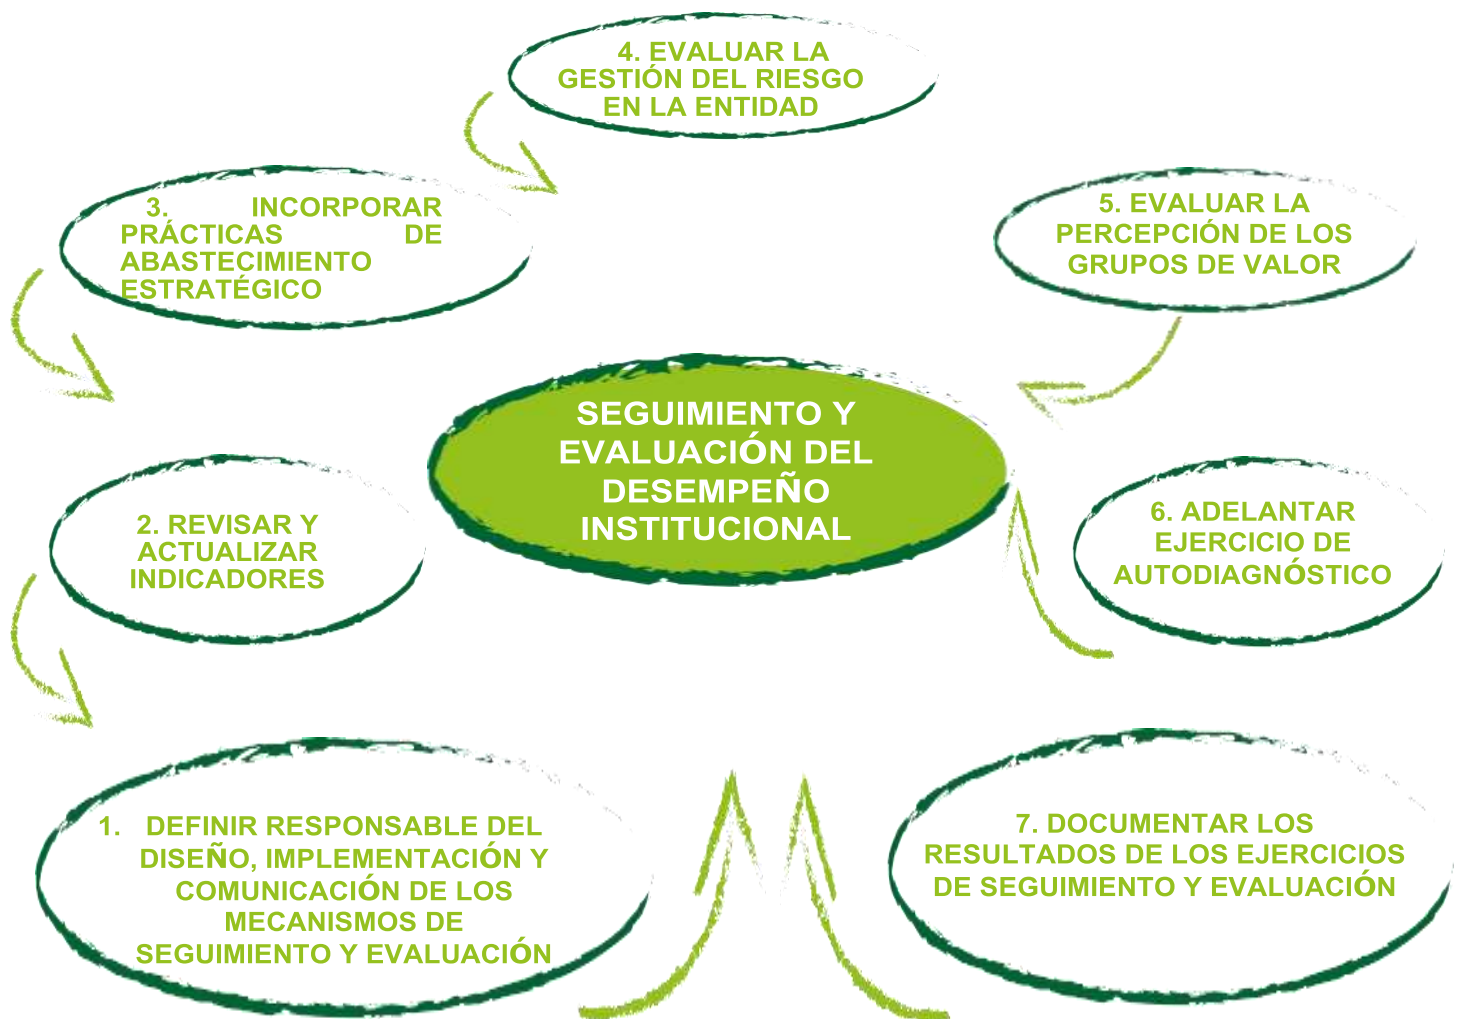 4. EVALUAR LA
GESTIÓN DEL RIESGO
EN LA ENTIDAD
3. INCORPORAR
PRÁCTICAS DE
ABASTECIMIENTO
ESTRATÉGICO
5. EVALUAR LA
PERCEPCIÓN DE LOS
GRUPOS DE VALOR
SEGUIMIENTO Y
EVALUACIÓN DEL
DESEMPEÑO
INSTITUCIONAL
2. REVISAR Y
ACTUALIZAR
INDICADORES
6. ADELANTAR
EJERCICIO DE
AUTODIAGNÓSTICO
1. DEFINIR RESPONSABLE DEL
DISEÑO, IMPLEMENTACIÓN Y
COMUNICACIÓN DE LOS
MECANISMOS DE
SEGUIMIENTO Y EVALUACIÓN
7. DOCUMENTAR LOS
RESULTADOS DE LOS EJERCICIOS
DE SEGUIMIENTO Y EVALUACIÓN